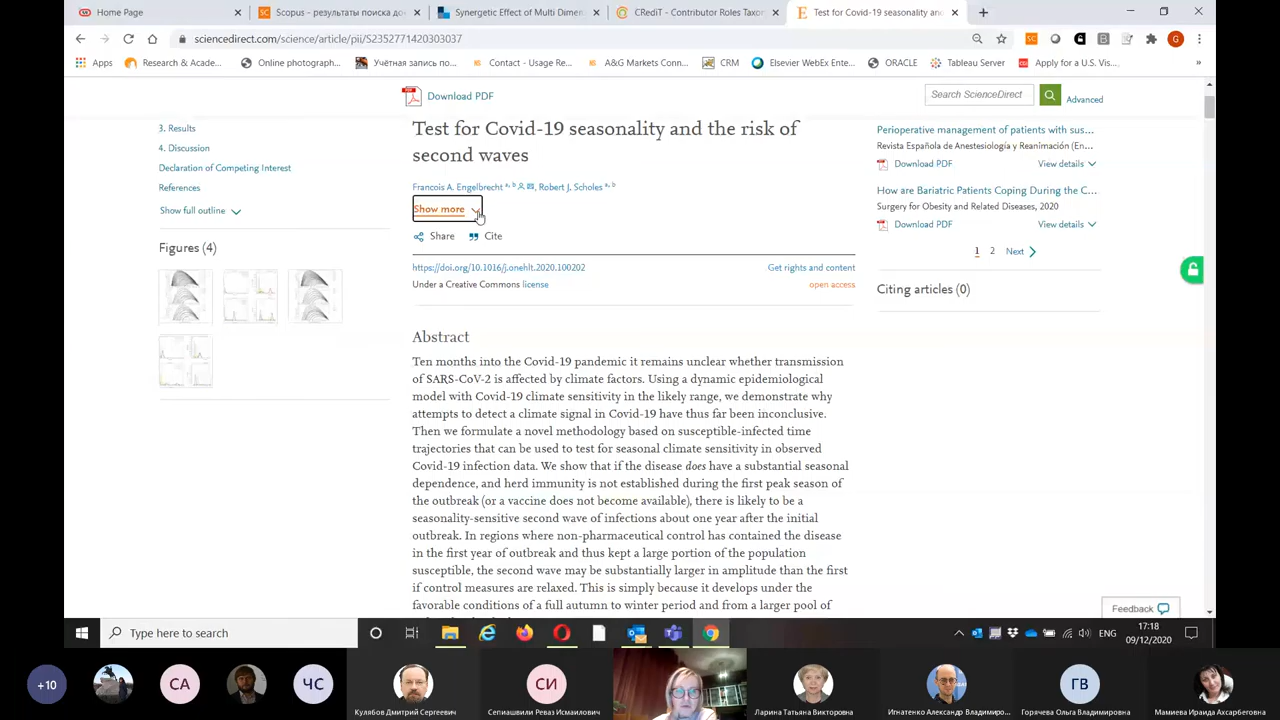 Home Page
Scopus - результаты поиска до
Synergetic Effect of Multi Dime
CRediT - Contributor Roles Taxon
Test for Covid-19 seasonality and
sciencedirect.com/science/article/pii/S2352771420303037
G
Apps
Research & Acade...
Online photograph...
Учётная запись по...
Contact - Usage Re...
A&G Markets Conn...
CRM
Elsevier WebEx Ente...
ORACLE
Tableau Server
Apply for a U.S. Vis...
»
Download PDF
Search ScienceDirect
Advanced
3. Results
4. Discussion
Declaration of Competing Interest
References
Show full outline
Figures (4)
Test for Covid-19 seasonality and the risk of
second waves
Francois A. Engelbrecht a, b, Robert J. Scholes a, b
Show more
Share
Cite
https://doi.org/10.1016/j.onehlt.2020.100202
Get rights and content
Under a Creative Commons license
open access
Abstract
Ten months into the Covid-19 pandemic it remains unclear whether transmission
of SARS-CoV-2 is affected by climate factors. Using a dynamic epidemiological
model with Covid-19 climate sensitivity in the likely range, we demonstrate why
attempts to detect a climate signal in Covid-19 have thus far been inconclusive.
Then we formulate a novel methodology based on susceptible-infected time
trajectories that can be used to test for seasonal climate sensitivity in observed
Covid-19 infection data. We show that if the disease does have a substantial seasonal
dependence, and herd immunity is not established during the first peak season of
the outbreak (or a vaccine does not become available), there is likely to be a
seasonality-sensitive second wave of infections about one year after the initial
outbreak. In regions where non-pharmaceutical control has contained the disease
in the first year of outbreak and thus kept a large portion of the population
susceptible, the second wave may be substantially larger in amplitude than the first
if control measures are relaxed. This is simply because it develops under the
favorable conditions of a full autumn to winter period and from a larger pool of
Perioperative management of patients with sus...
Revista Española de Anestesiología y Reanimación (En...
Download PDF
View details
How are Bariatric Patients Coping During the C...
Surgery for Obesity and Related Diseases, 2020
Download PDF
View details
1 2 Next
Citing articles (0)
Feedback
Type here to search
ENG
17:18
09/12/2020
+10
СА
ЧС
Кулябов Дмитрий Сергеевич
СИ
Сепиашвили Реваз Исмаилович
Ларина Татьяна Викторовна
Игнатенко Александр Владимиро...
ГВ
Горячева Ольга Владимировна
Мамиева Ираида Ахсарбеговна